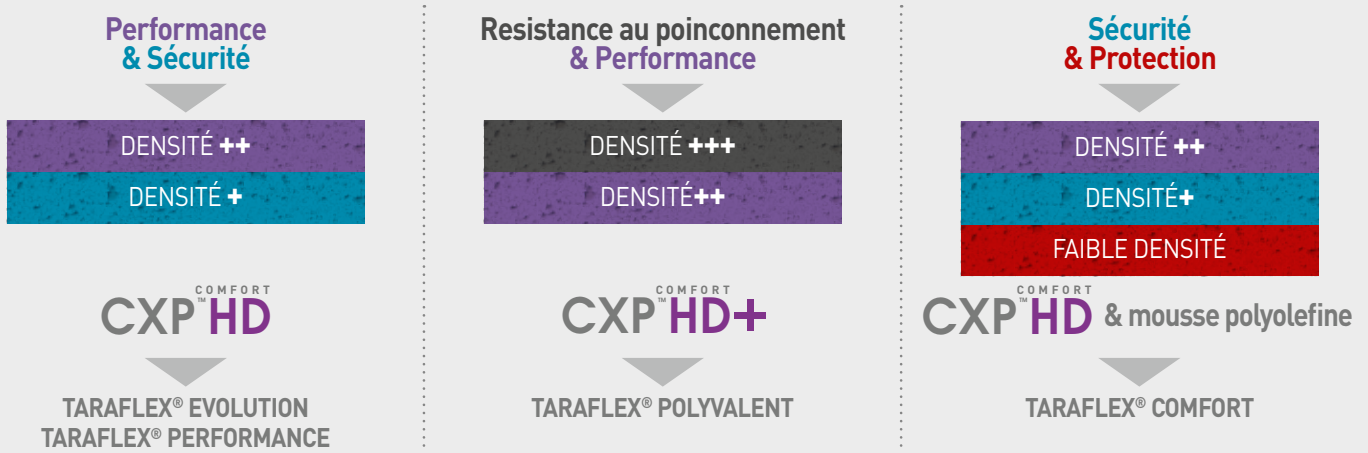 Performance
& Sécurité
DENSITÉ ++
DENSITÉ +
COMFORT
CXP™HD
TARAFLEX® EVOLUTION
TARAFLEX® PERFORMANCE
Resistance au poinconnement
& Performance
DENSITÉ +++
DENSITÉ++
COMFORT
CXP™HD+
TARAFLEX® POLYVALENT
Sécurité
& Protection
DENSITÉ ++
DENSITÉ+
FAIBLE DENSITÉ
COMFORT
CXP™HD & mousse polyolefine
TARAFLEX® COMFORT